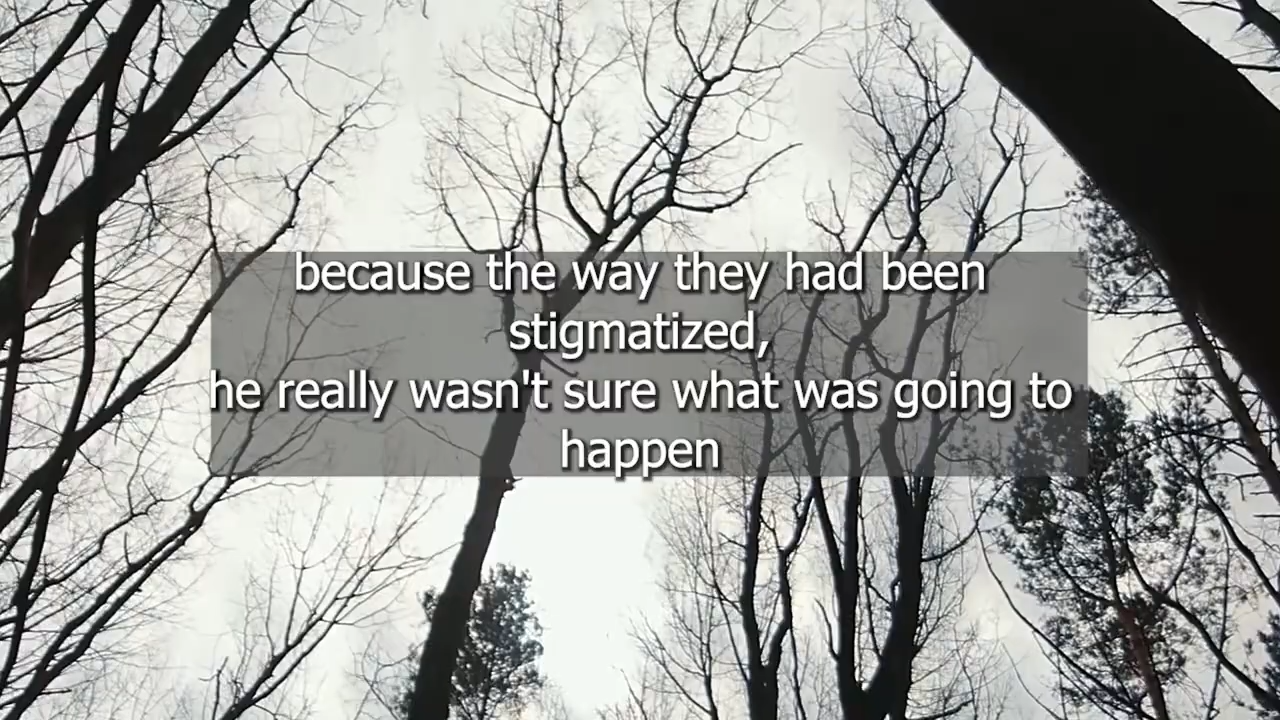 because the way they had been
stigmatized,
he really wasn't sure what was going to
happen